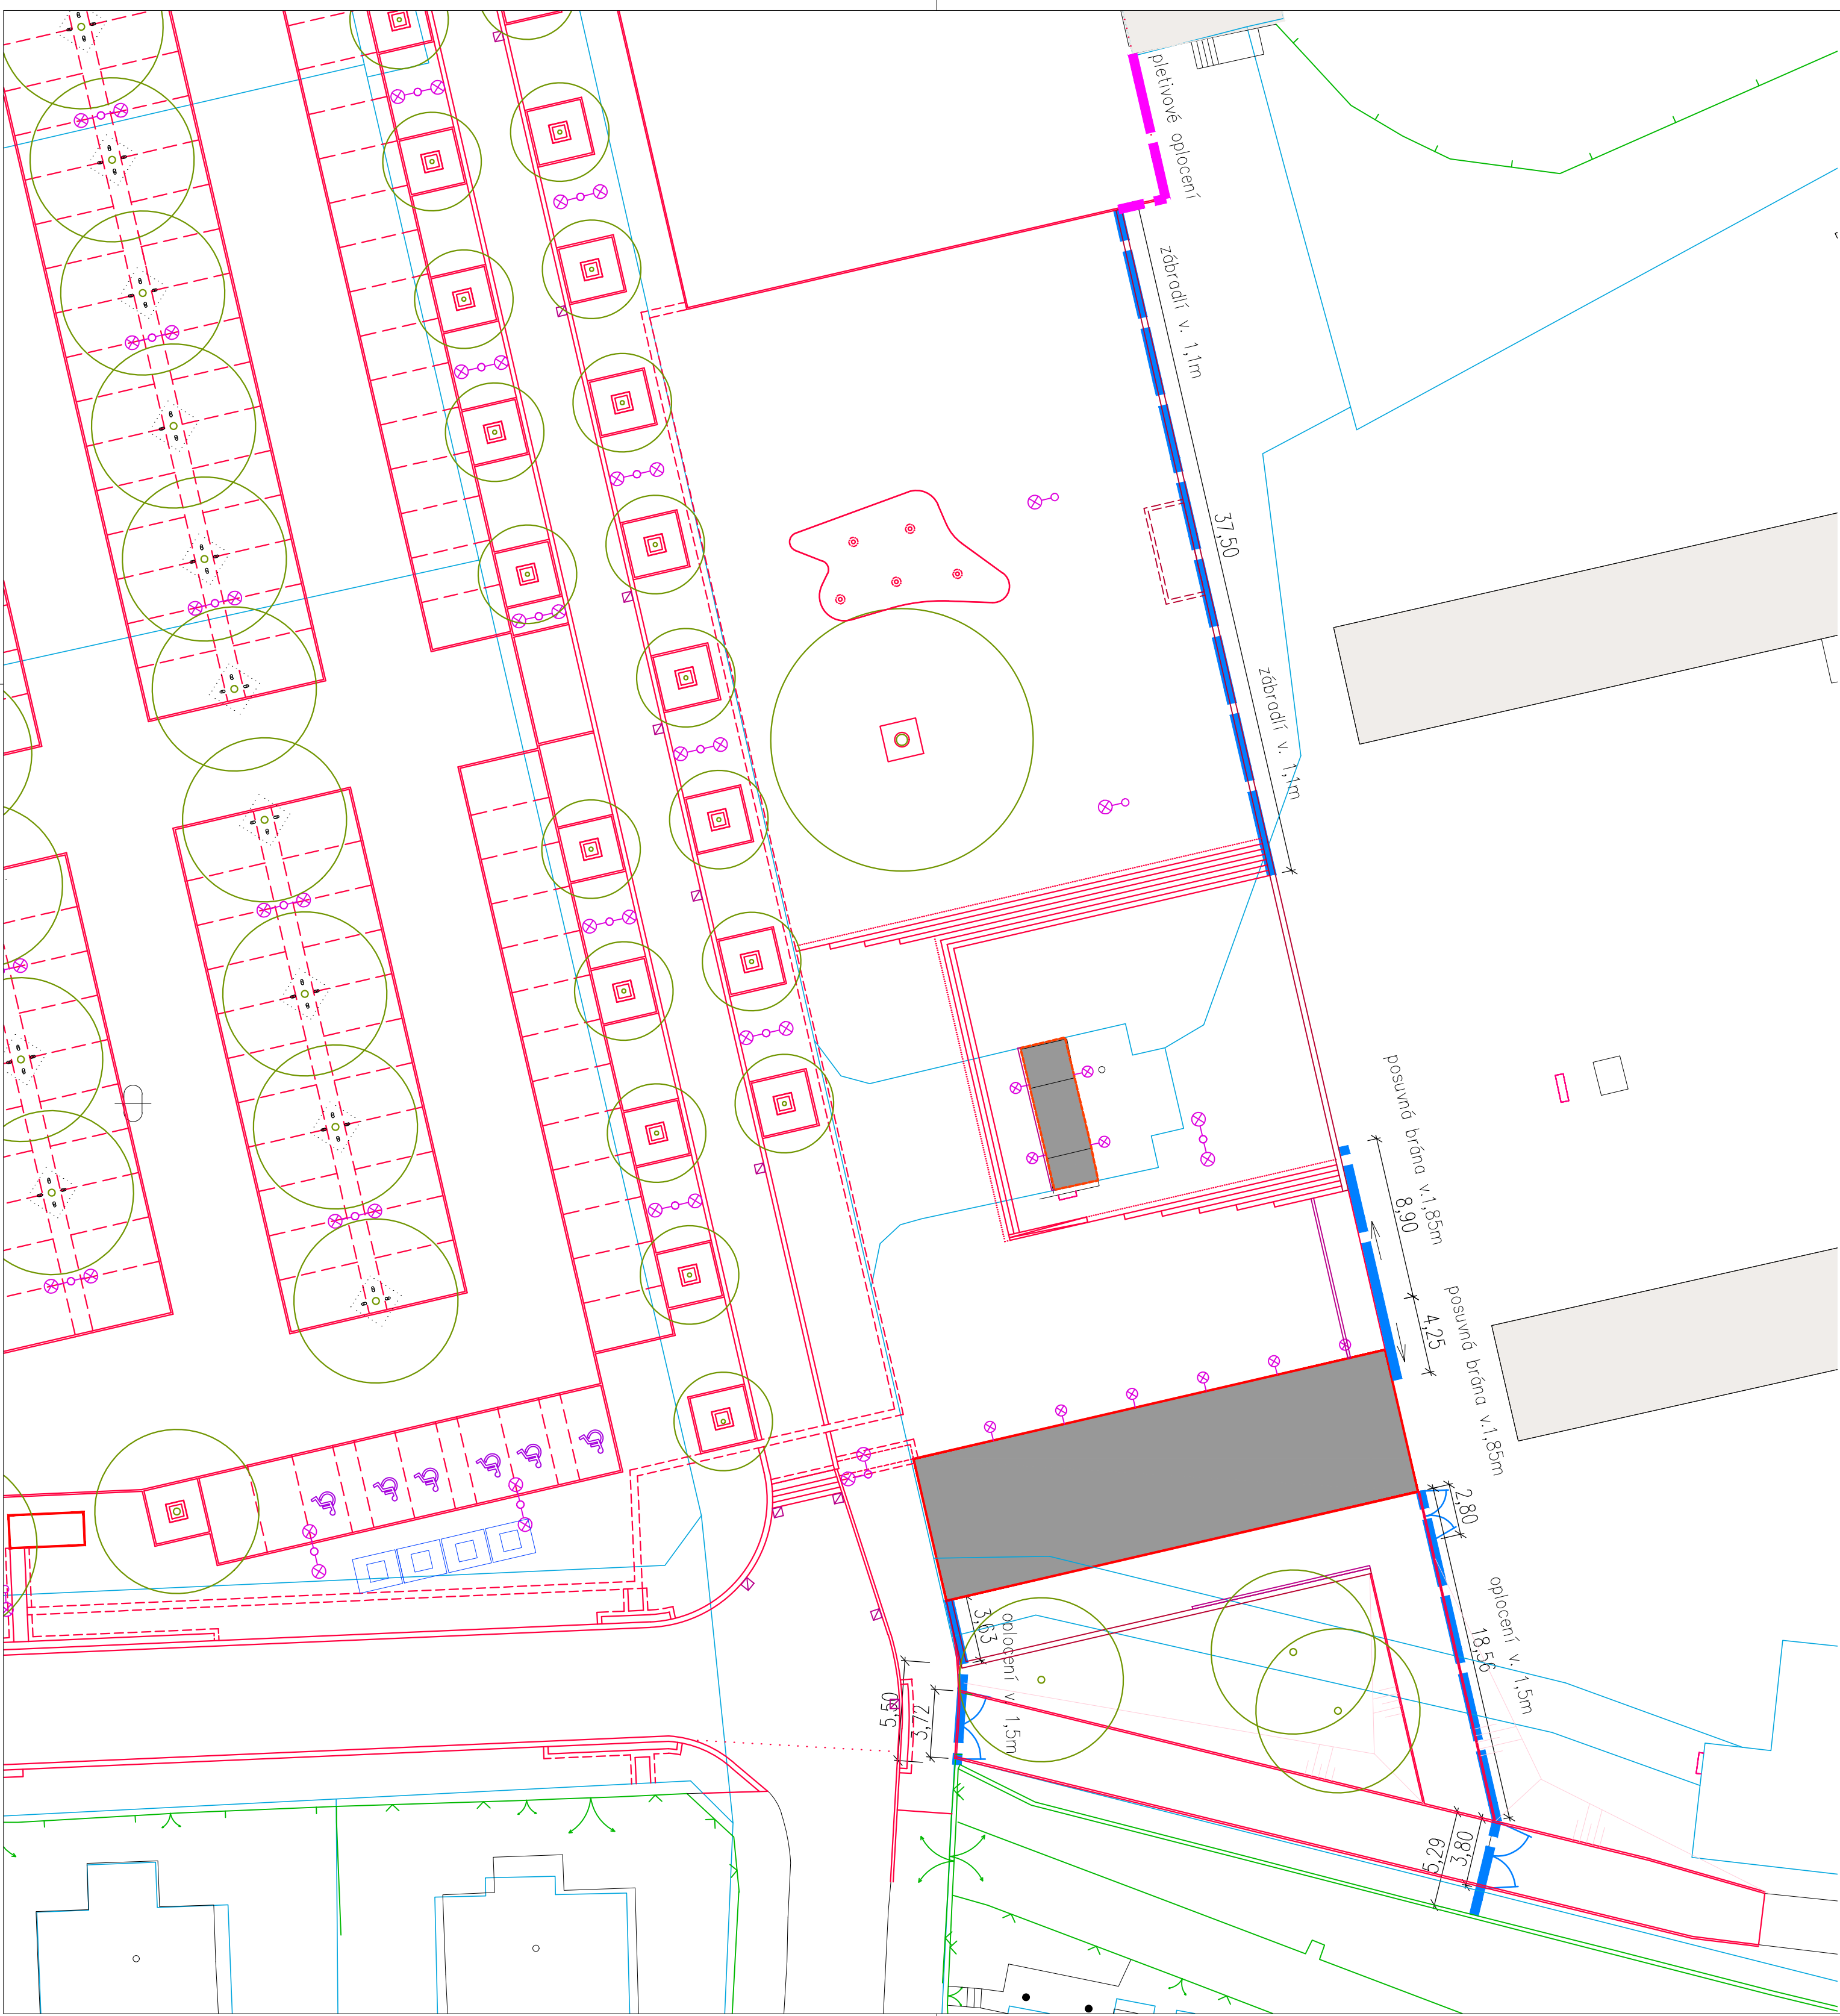 pletivové oplocení
zábradlí v. 1,1m
37,50
zábradlí v. 1,1m
posuvná brána v.1,85m
8,90
4,25
posuvná brána v.1,85m
2,80
oplocení v. 1,5m
18,56
3,63
oplocení v 1,5m
5,50
3,72
5,29
3,80